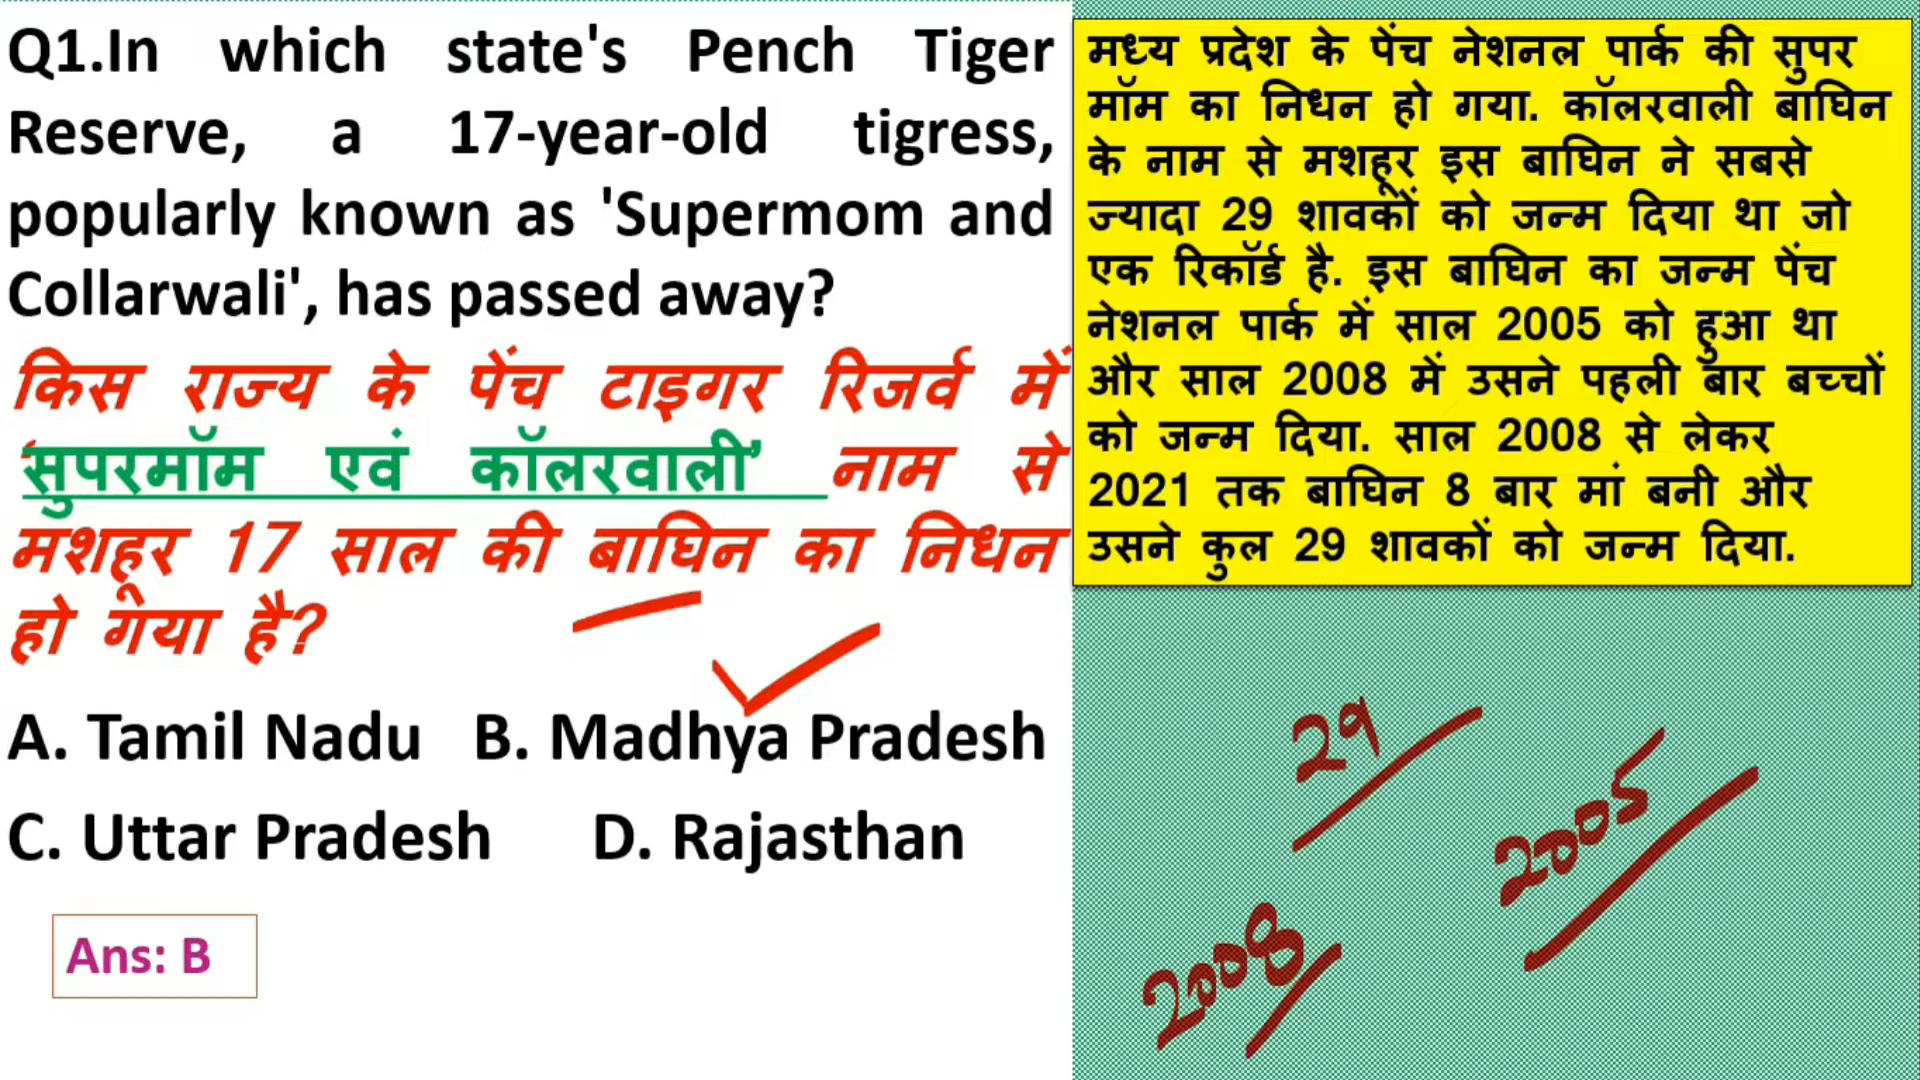 Q1.In which state's Pench Tiger
Reserve, a 17-year-old tigress,
popularly known as 'Supermom and
Collarwali', has passed away?
किस राज्य के पेंच टाइगर रिजर्व में
'सुपरमॉम एवं कॉलरवाली' नाम से
मशहूर 17 साल की बाघिन का निधन
हो गया है?
A. Tamil Nadu B. Madhya Pradesh
C. Uttar Pradesh D. Rajasthan
Ans: B
मध्य प्रदेश के पेंच नेशनल पार्क की सुपर
मॉम का निधन हो गया. कॉलरवाली बाघिन
के नाम से मशहूर इस बाघिन ने सबसे
ज्यादा 29 शावकों को जन्म दिया था जो
एक रिकॉर्ड है. इस बाघिन का जन्म पेंच
नेशनल पार्क में साल 2005 को हुआ था
और साल 2008 में उसने पहली बार बच्चों
को जन्म दिया. साल 2008 से लेकर
2021 तक बाघिन 8 बार मां बनी और
उसने कुल 29 शावकों को जन्म दिया.
29
2005
2008